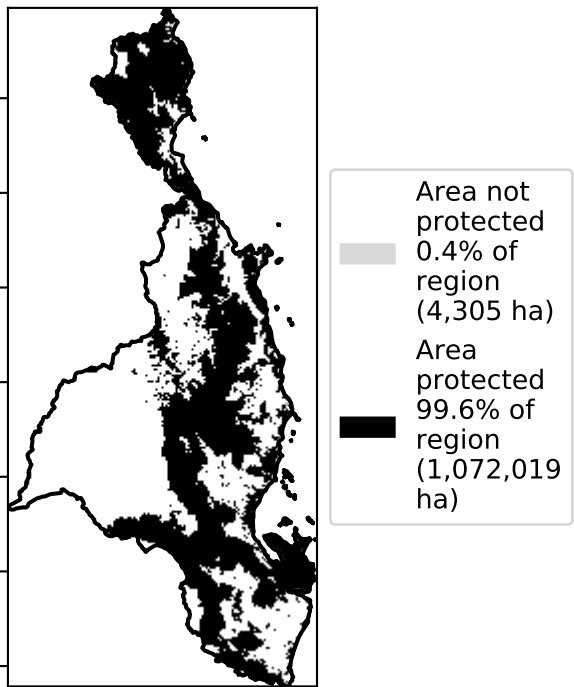 Area not
protected
0.4% of
region
(4,305 ha)
Area
protected
99.6% of
region
(1,072,019
ha)